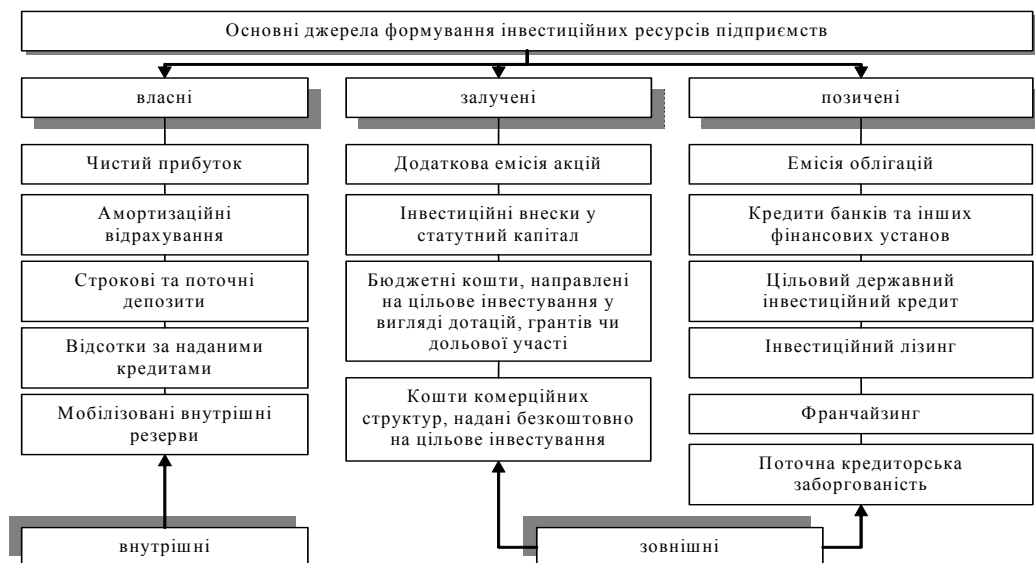 Основні джерела формування інвестиційних ресурсів підприємств
власні
залучені
позичені
Чистий прибуток
Амортизаційні
відрахування
Строкові та поточні
депозити
Відсотки за наданими
кредитами
Мобілізовані внутрішні
резерви
Додаткова емісія акцій
Інвестиційні внески у
статутний капітал
Бюджетні кошти, направлені
на цільове інвестування у
вигляді дотацій, грантів чи
дольової участі
Кошти комерційних
структур, надані безкоштовно
на цільове інвестування
Емісія облігацій
Кредити банків та інших
фінансових установ
Цільовий державний
інвестиційний кредит
Інвестиційний лізинг
Франчайзинг
Поточна кредиторська
заборгованість
внутрішні
зовнішні